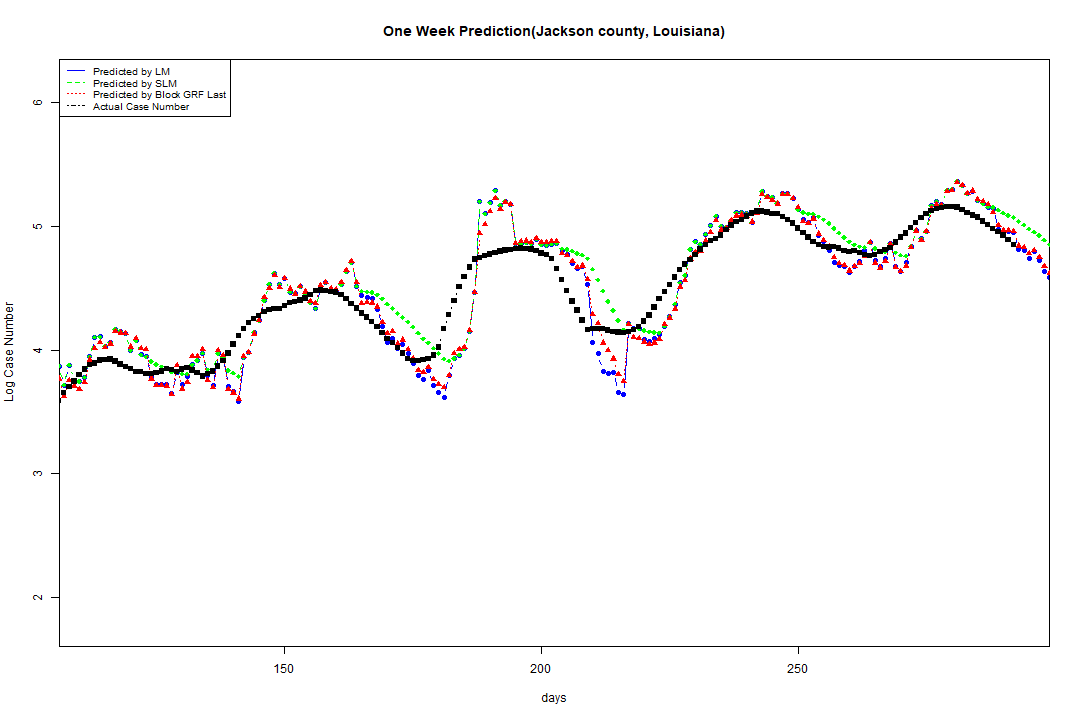 One Week Prediction(Jackson county, Louisiana)
Predicted by LM
Predicted by SLM
Predicted by Block GRF Last
Actual Case Number
6
5
4
3
2
Log Case Number
150
200
250
days